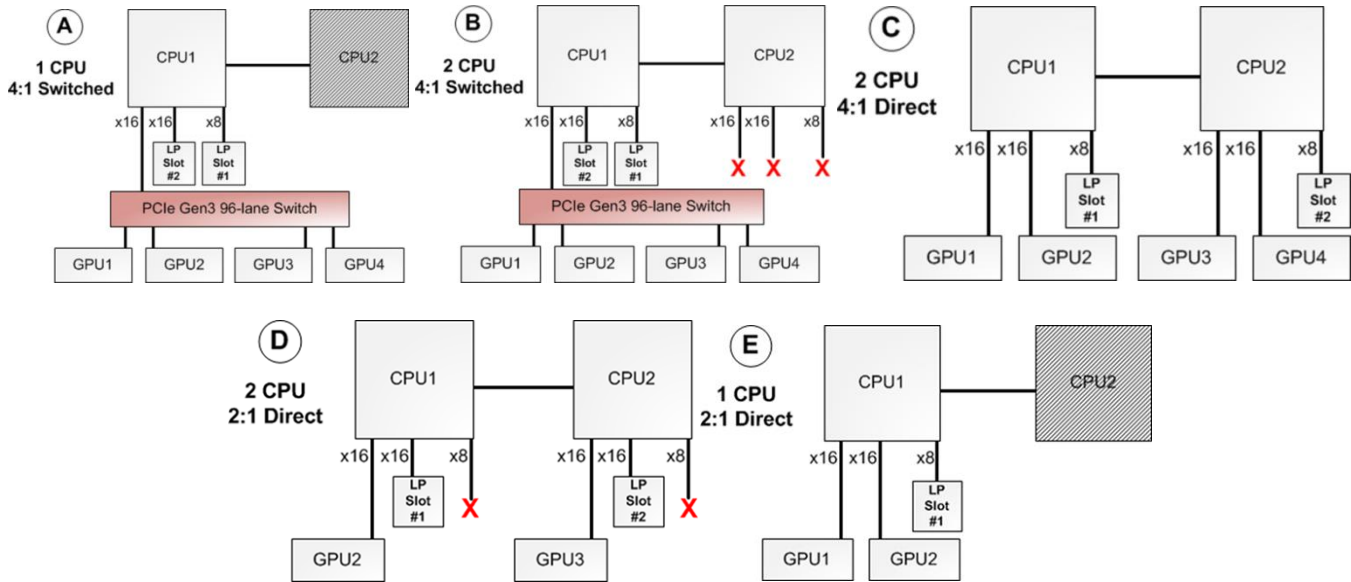 A
1 CPU
4:1 Switched
CPU1
CPU2
x16
x16
x8
LP
Slot
#2
LP
Slot
#1
PCIe Gen3 96-lane Switch
GPU1
GPU2
GPU3
GPU4
B
2 CPU
4:1 Switched
CPU1
CPU2
x16
x16
x8
x16
x16
x8
X
X
X
LP
Slot
#2
LP
Slot
#1
PCIe Gen3 96-lane Switch
GPU1
GPU2
GPU3
GPU4
C
2 CPU
4:1 Direct
CPU1
CPU2
x16
x16
x8
x16
x16
x8
LP
Slot
#1
LP
Slot
#2
GPU1
GPU2
GPU3
GPU4
D
2 CPU
2:1 Direct
CPU1
CPU2
x16
x16
x8
x16
x16
x8
LP
Slot
#1
X
LP
Slot
#2
X
GPU2
GPU3
E
1 CPU
2:1 Direct
CPU1
CPU2
x16
x16
x8
LP
Slot
#1
GPU1
GPU2